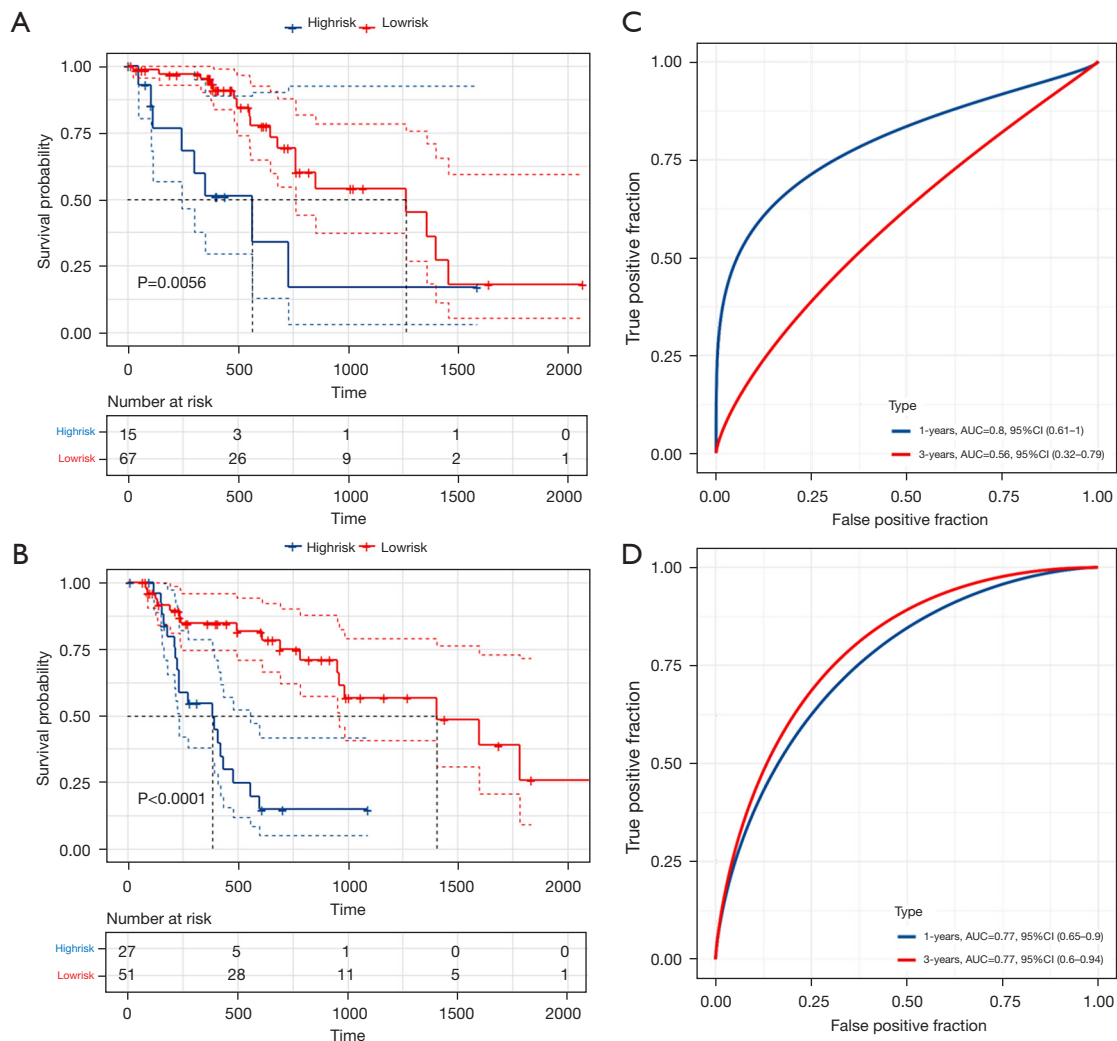 A
Highrisk Lowrisk
1.00
0.75
0.50
0.25
0.00
Survival probability
P=0.0056
0 500 1000 1500 2000
Time
Number at risk
Highrisk 15 3 1 1 0
Lowrisk 67 26 9 2 1
0 500 1000 1500 2000
Time
B
Highrisk Lowrisk
1.00
0.75
0.50
0.25
0.00
Survival probability
P<0.0001
0 500 1000 1500 2000
Time
Number at risk
Highrisk 27 5 1 0 0
Lowrisk 51 28 11 5 1
0 500 1000 1500 2000
Time
C
1.00
0.75
0.50
0.25
0.00
True positive fraction
Type
1-years, AUC=0.8, 95%CI (0.61–1)
3-years, AUC=0.56, 95%CI (0.32–0.79)
0.00 0.25 0.50 0.75 1.00
False positive fraction
D
1.00
0.75
0.50
0.25
0.00
True positive fraction
Type
1-years, AUC=0.77, 95%CI (0.65–0.9)
3-years, AUC=0.77, 95%CI (0.6–0.94)
0.00 0.25 0.50 0.75 1.00
False positive fraction